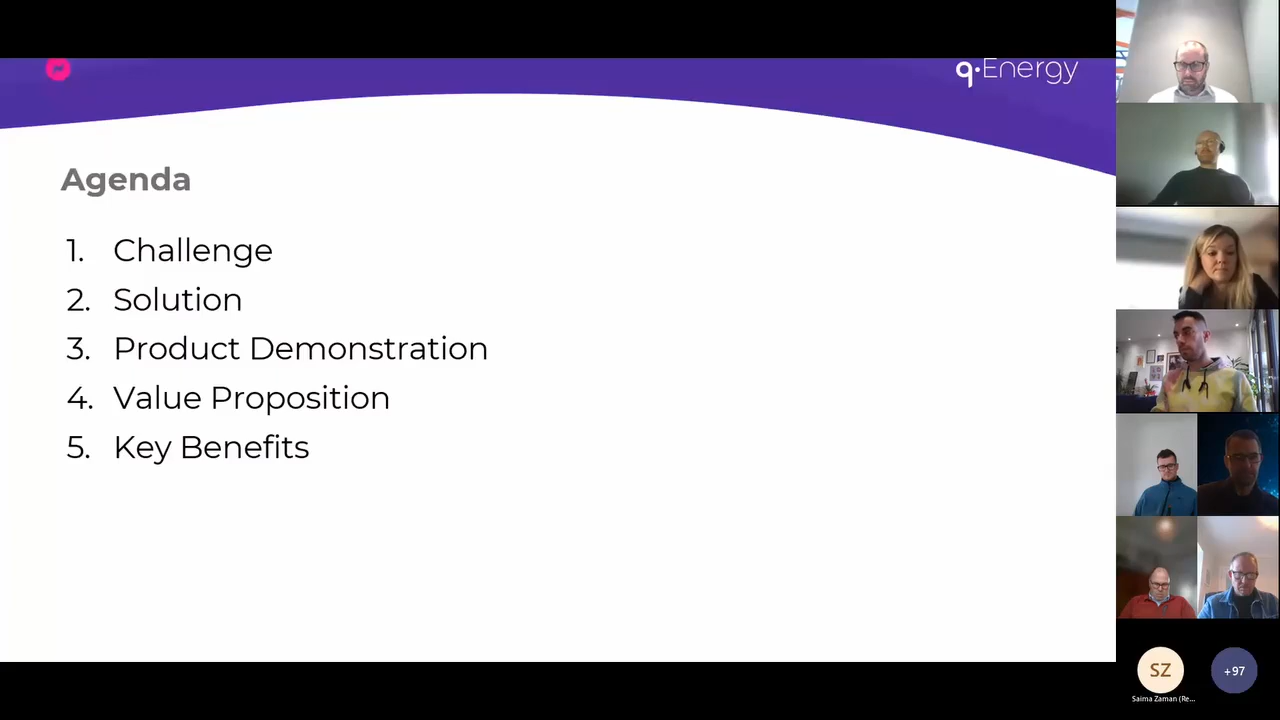 q·Energy
Agenda
1. Challenge
2. Solution
3. Product Demonstration
4. Value Proposition
5. Key Benefits
SZ
+97
Saima Zaman (Re...